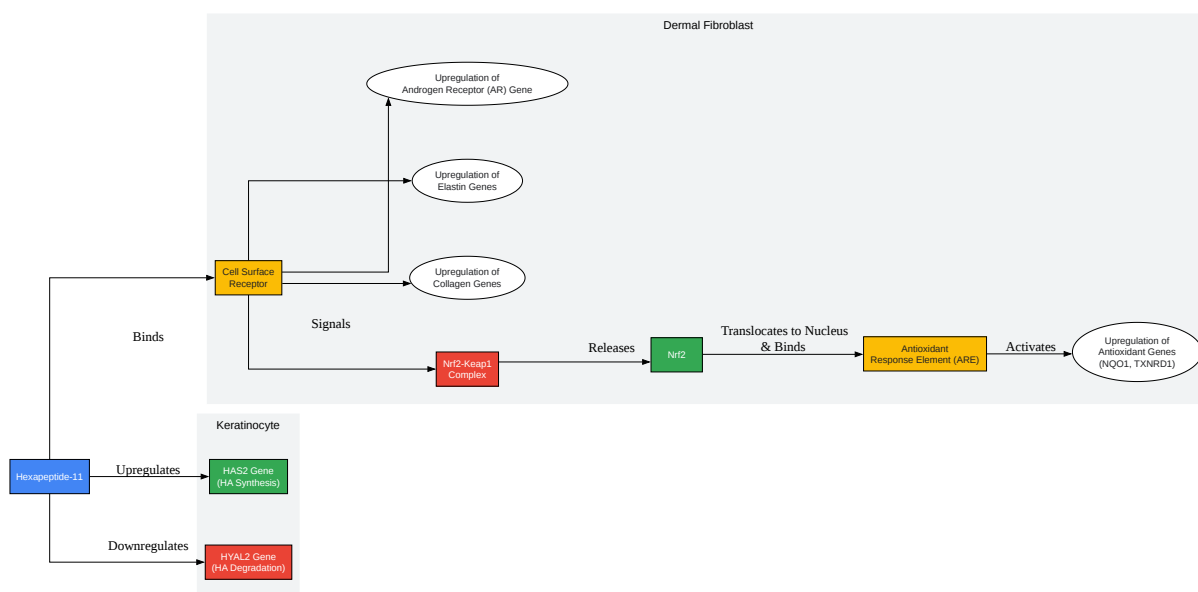 Dermal Fibroblast
Upregulation of
Androgen Receptor (AR) Gene
Upregulation of
Elastin Genes
Cell Surface
Receptor
Upregulation of
Collagen Genes
Binds
Signals
Nrf2-Keap1
Complex
Releases
Nrf2
Translocates to Nucleus
& Binds
Antioxidant
Response Element (ARE)
Activates
Upregulation of
Antioxidant Genes
(NQO1, TXNRD1)
Keratinocyte
Hexapeptide-11
Upregulates
HAS2 Gene
(HA Synthesis)
Downregulates
HYAL2 Gene
(HA Degradation)